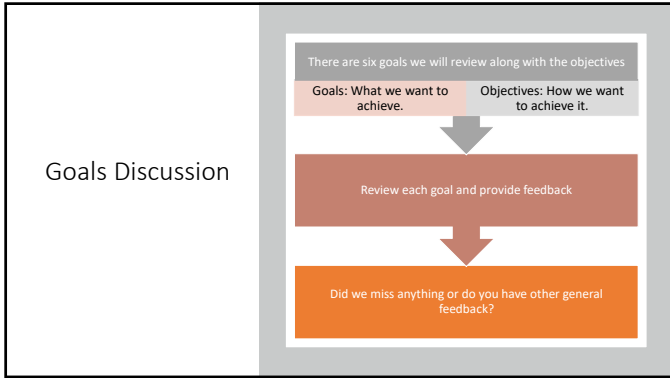 Goals Discussion
There are six goals we will review along with the objectives
Goals: What we want to
achieve.
Objectives: How we want
to achieve it.
Review each goal and provide feedback
Did we miss anything or do you have other general
feedback?